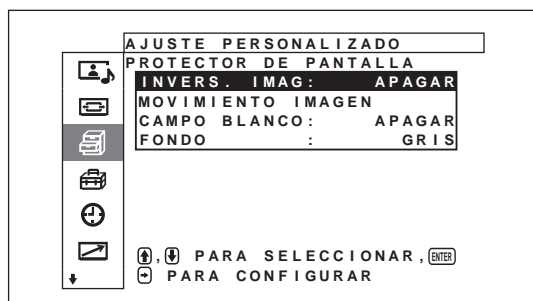 AJUSTE PERSONALIZADO
PROTECTOR DE PANTALLA
INVERS. IMAG: APAGAR
MOVIMIENTO IMAGEN
CAMPO BLANCO: APAGAR
FONDO : GRIS
, PARA SELECCIONAR, ENTER
PARA CONFIGURAR